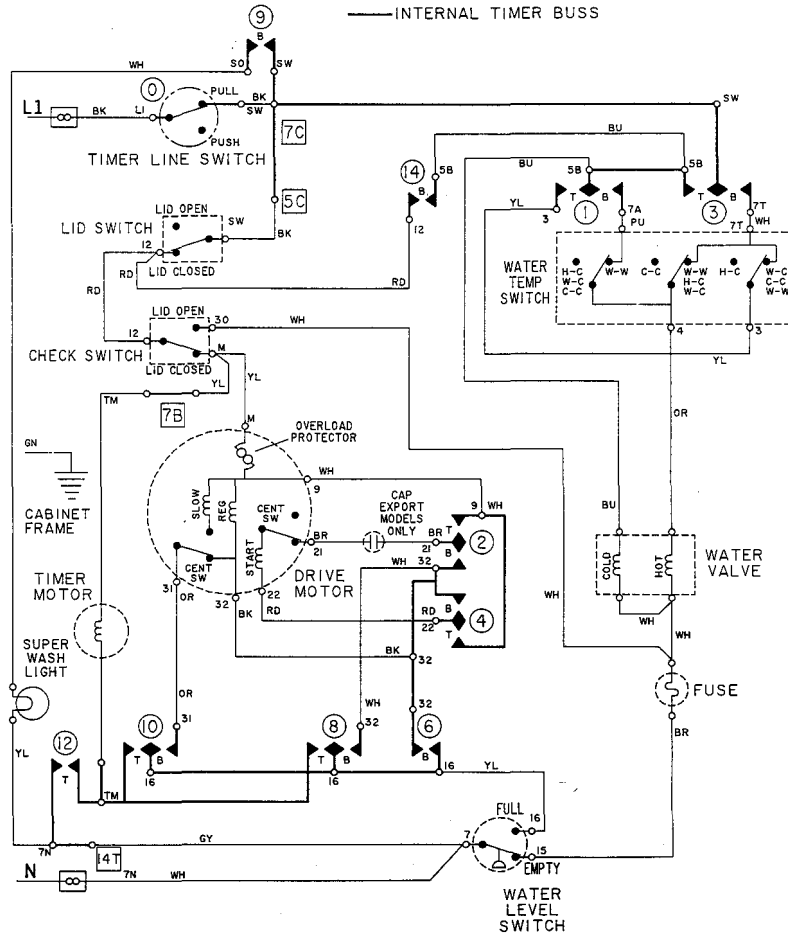 INTERNAL TIMER BUSS
9
B
WH
SO
SW
O
PULL
L1
BK
LI
BK
SW
SW
PUSH
TIMER LINE SWITCH
7C
BU
14
5B
BU
5B
5B
B
T
B
T
B
YL
3
1
7A
PU
3
7T
7T
WH
5C
12
LID SWITCH
LID OPEN
SW
BK
12
LID CLOSED
RD
RD
RD
WATER
TEMP
SWITCH
H-C
W-C
C-C
W-W
C-C
W-W
H-C
W-C
H-C
W-C
C-C
W-W
4
3
YL
LID OPEN
30
WH
12
CHECK SWITCH
M
LID CLOSED
YL
YL
TM
7B
OR
M
OVERLOAD
PROTECTOR
GN
CABINET
FRAME
WH
9
SLOW
REG
CENT
SW
START
CENT
SW
CAP
EXPORT
MODELS
ONLY
9
WH
BR
21
BR
21
T
2
B
BU
WATER
VALVE
COLD
HOT
WH
32
31
OR
32
BK
22
RD
DRIVE
MOTOR
RD
22
B
4
T
WH
WH
WH
TIMER
MOTOR
BK
32
SUPER
WASH
LIGHT
OR
WH
32
FUSE
BR
YL
12
T
10
31
T
B
16
8
32
T
B
16
6
B
16
YL
TM
FULL
16
7N
14T
GY
7
15
EMPTY
N
7N
WH
WATER
LEVEL
SWITCH